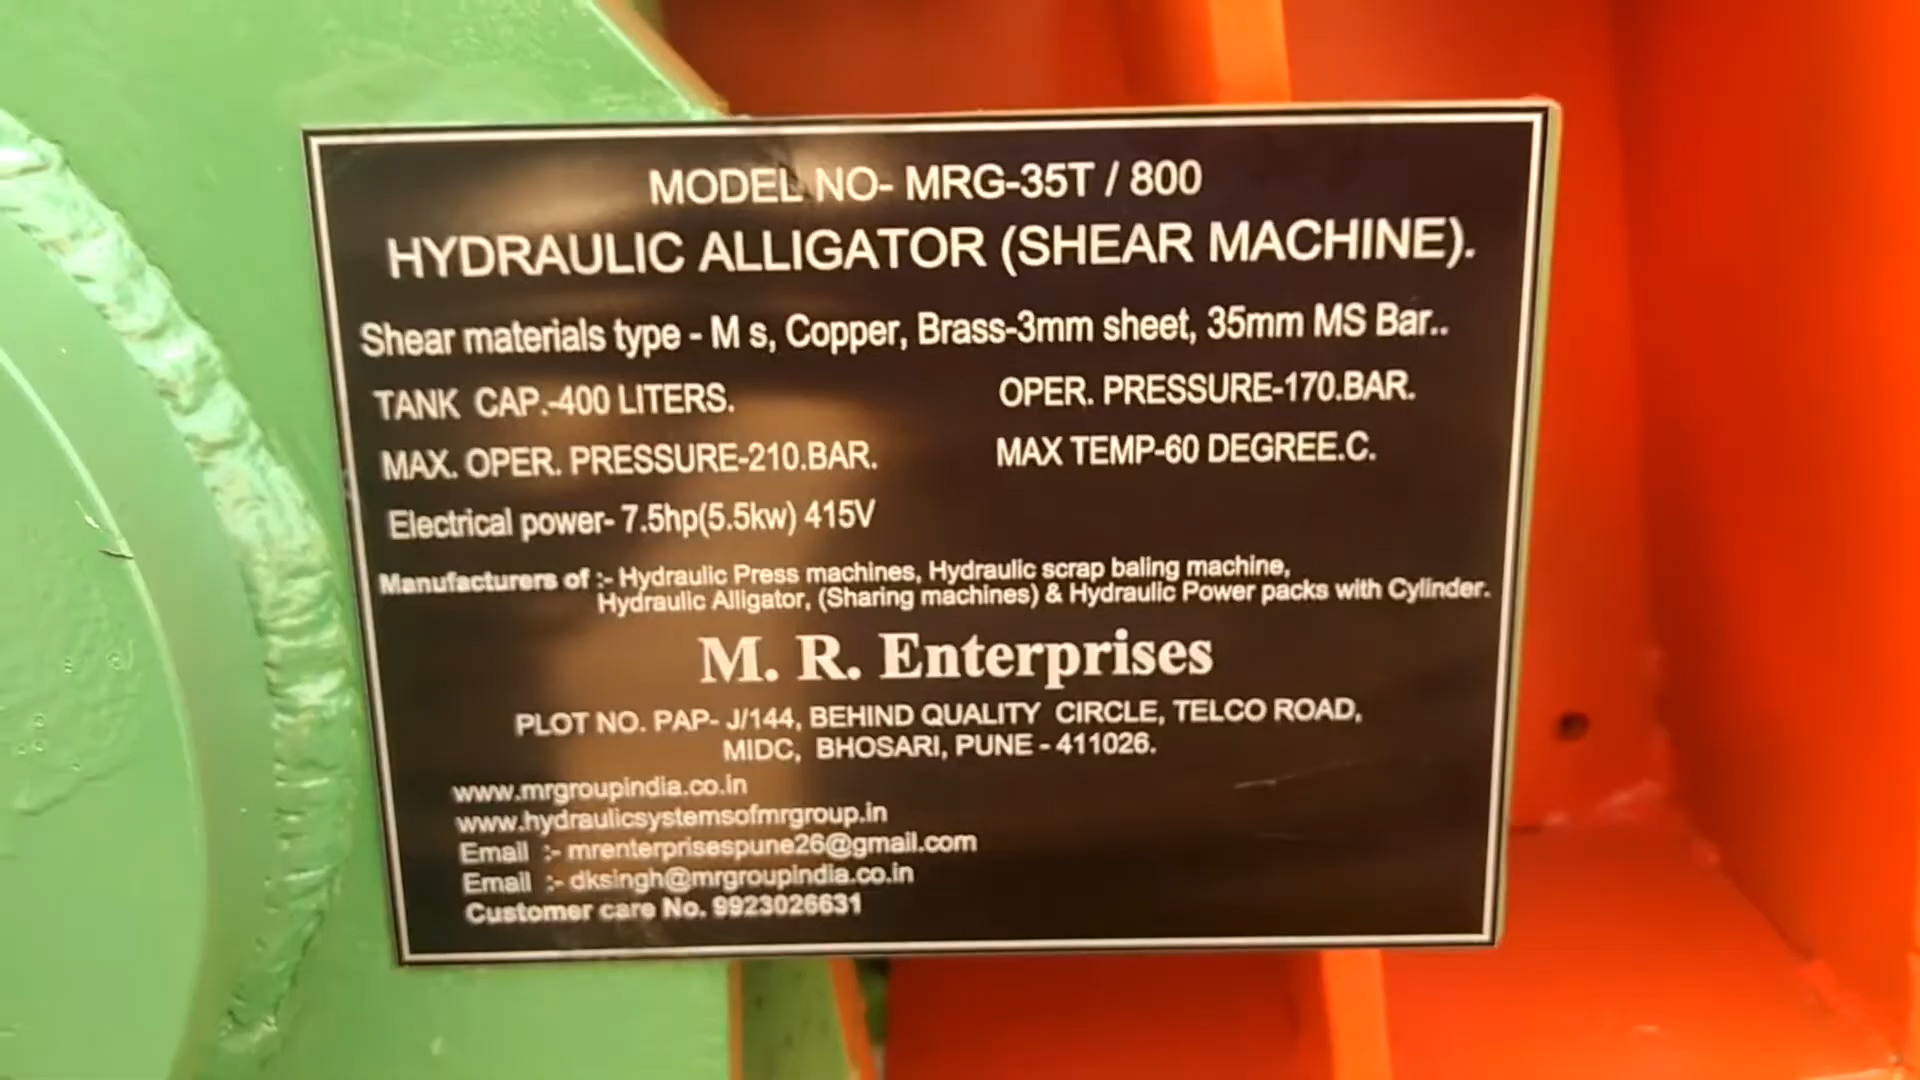 MODEL NO- MRG-35T / 800
HYDRAULIC ALLIGATOR (SHEAR MACHINE).
Shear materials type - M s, Copper, Brass-3mm sheet, 35mm MS Bar..
TANK CAP.-400 LITERS. OPER. PRESSURE-170.BAR.
MAX. OPER. PRESSURE-210.BAR. MAX TEMP-60 DEGREE.C.
Electrical power- 7.5hp(5.5kw) 415V
Manufacturers of :- Hydraulic Press machines, Hydraulic scrap baling machine,
Hydraulic Alligator, (Sharing machines) & Hydraulic Power packs with Cylinder.
M. R. Enterprises
PLOT NO. PAP- J/144, BEHIND QUALITY CIRCLE, TELCO ROAD,
MIDC, BHOSARI, PUNE - 411026.
www.mrgroupindia.co.in
www.hydraulicsystemsofmrgroup.in
Email :- mrenterprisespune26@gmail.com
Email :- dksingh@mrgroupindia.co.in
Customer care No. 9923026631